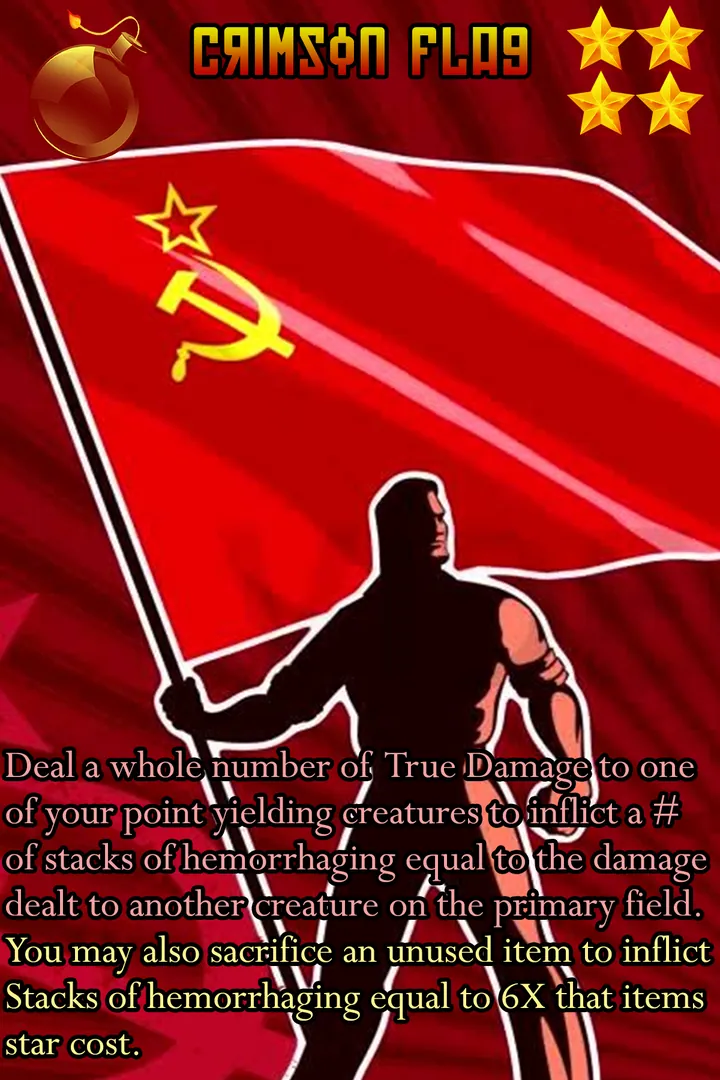 CЯIMSФN FLAG
Deal a whole number of True Damage to one
of your point yielding creatures to inflict a #
of stacks of hemorrhaging equal to the damage
dealt to another creature on the primary field.
You may also sacrifice an unused item to inflict
Stacks of hemorrhaging equal to 6X that items
star cost.